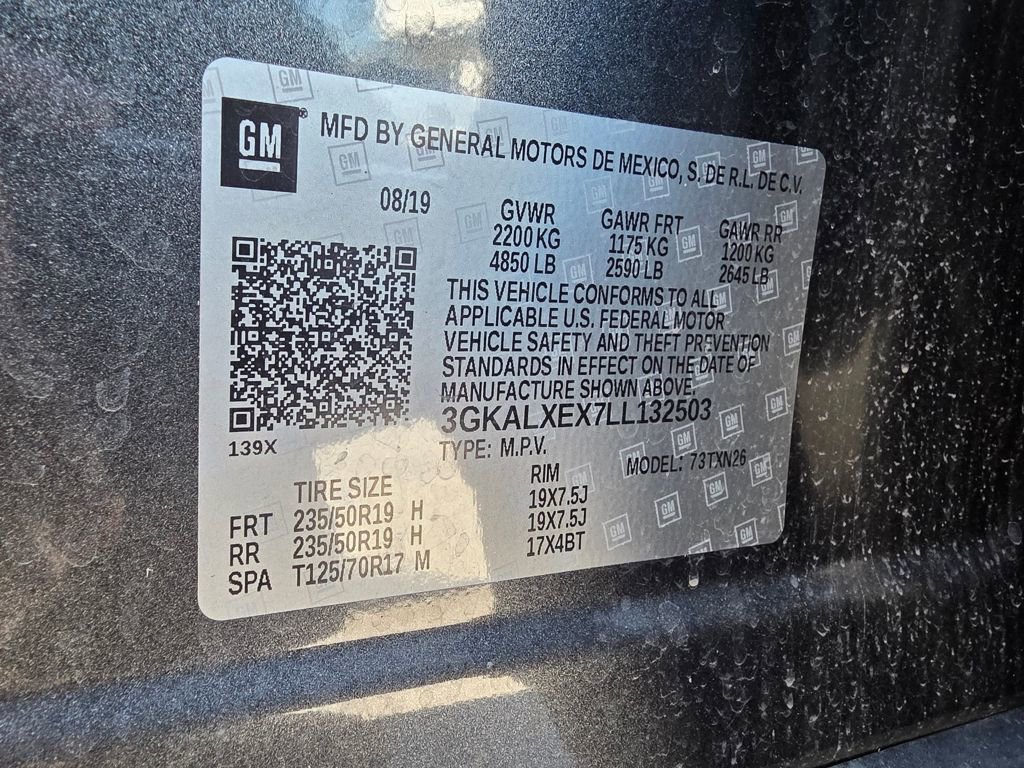 GM ® MFD BY GENERAL MOTORS DE MEXICO, S. DE R.L. DE C.V.
08/19
GVWR GAWR FRT GAWR RR
2200 KG 1175 KG 1200 KG
4850 LB 2590 LB 2645 LB
THIS VEHICLE CONFORMS TO ALL
APPLICABLE U.S. FEDERAL MOTOR
VEHICLE SAFETY AND THEFT PREVENTION
STANDARDS IN EFFECT ON THE DATE OF
MANUFACTURE SHOWN ABOVE.
3GKALXEX7LL132503
139X
TYPE: M.P.V. MODEL: 73TXN26
TIRE SIZE RIM
FRT 235/50R19 H 19X7.5J
RR 235/50R19 H 19X7.5J
SPA T125/70R17 M 17X4BT